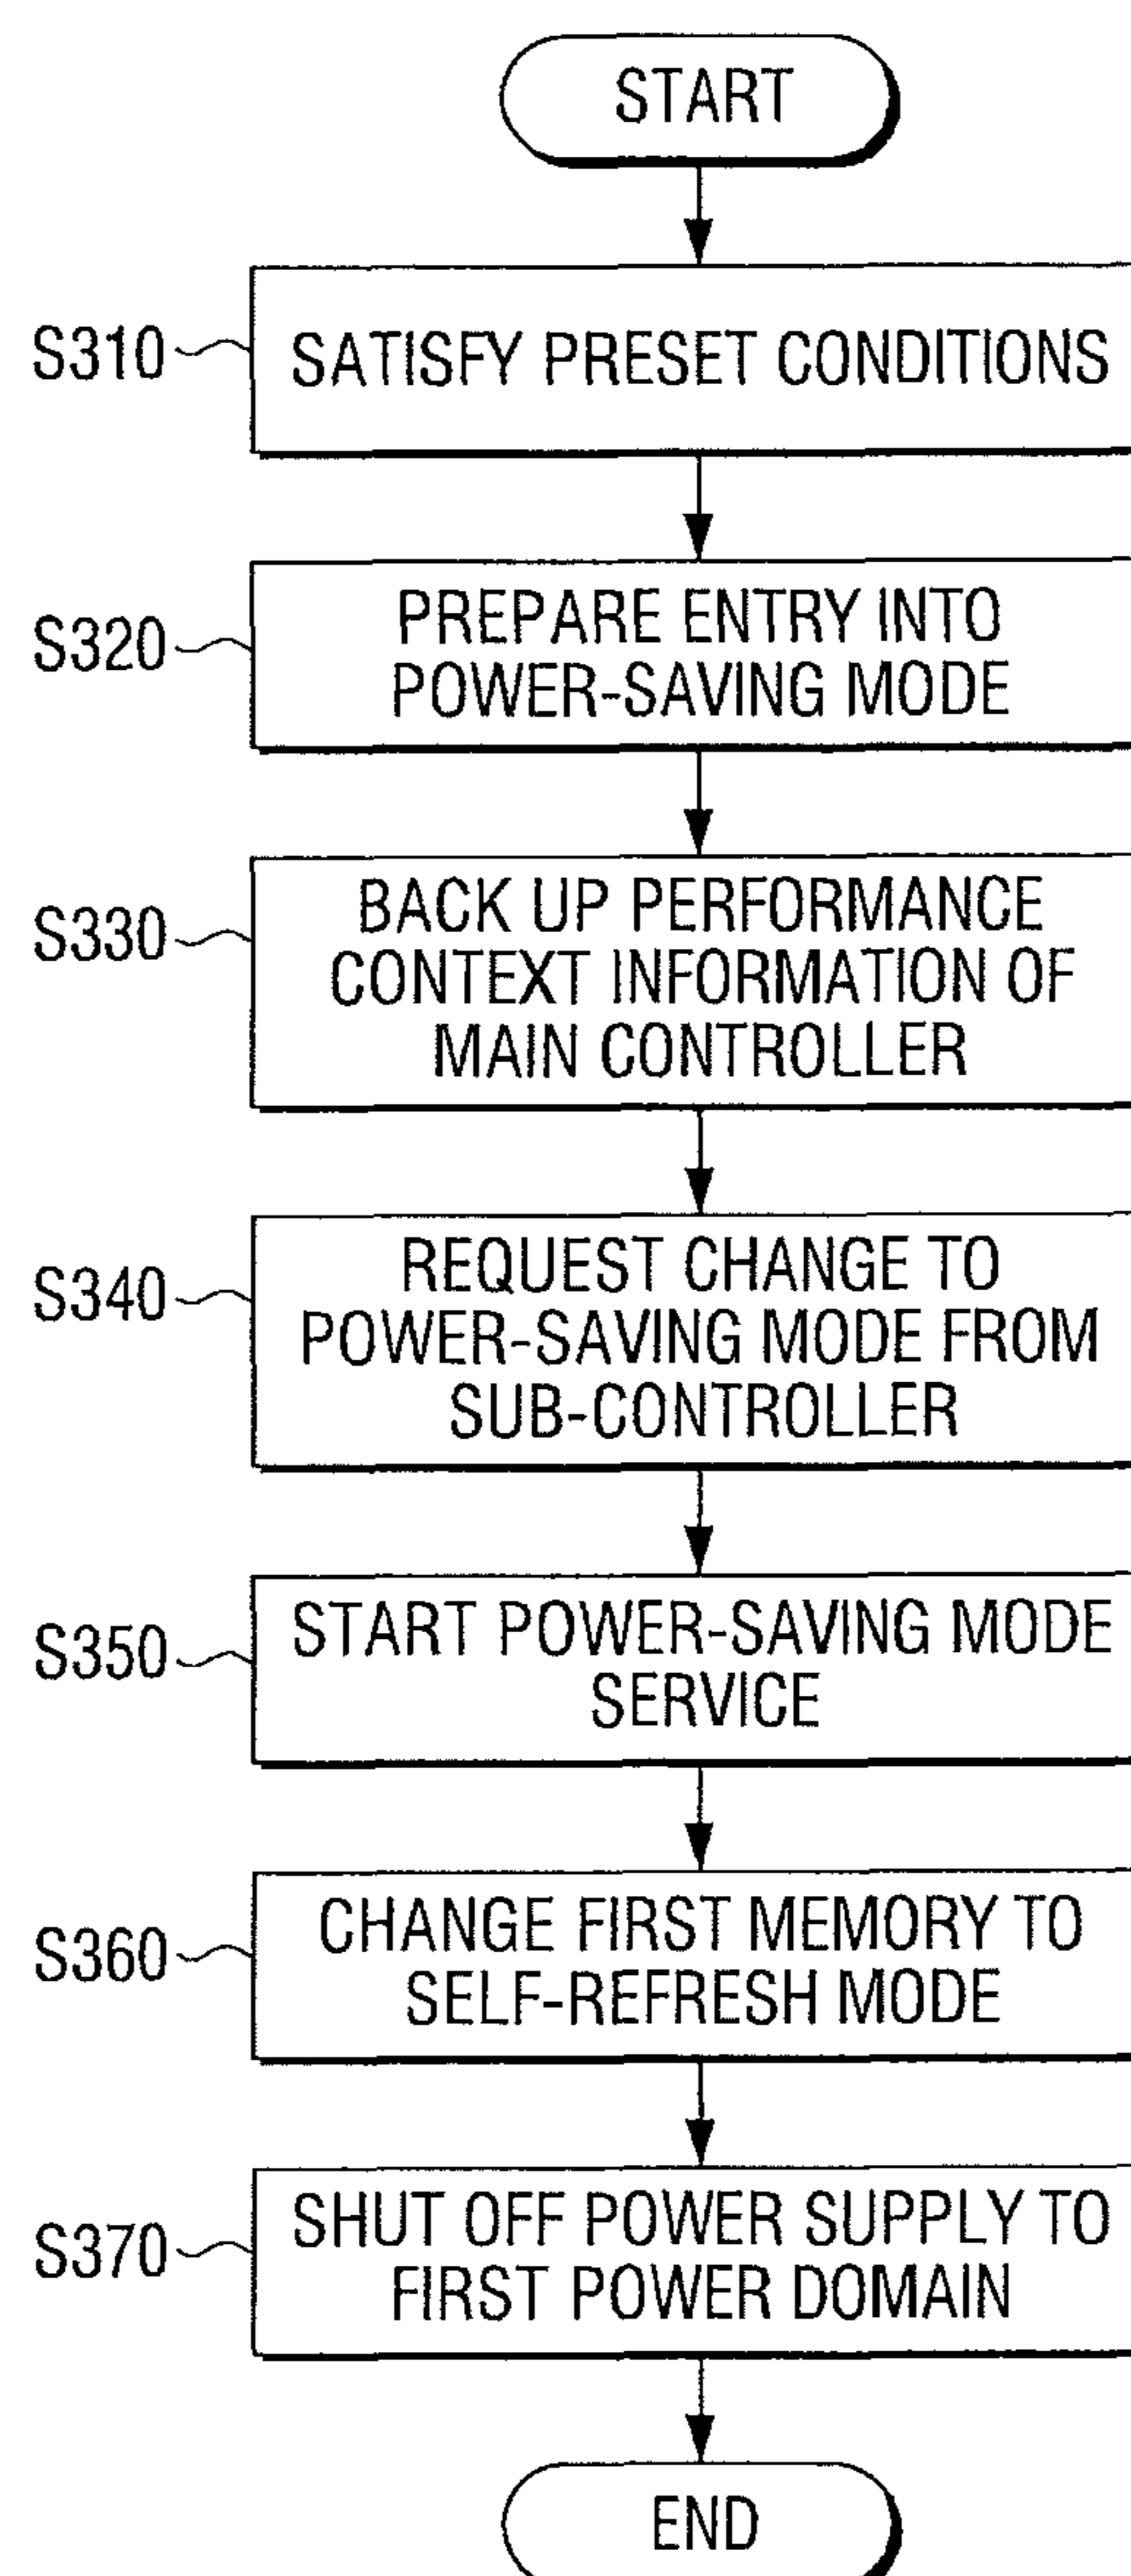 START
S310
SATISFY PRESET CONDITIONS
S320
PREPARE ENTRY INTO
POWER-SAVING MODE
S330
BACK UP PERFORMANCE
CONTEXT INFORMATION OF
MAIN CONTROLLER
S340
REQUEST CHANGE TO
POWER-SAVING MODE FROM
SUB-CONTROLLER
S350
START POWER-SAVING MODE
SERVICE
S360
CHANGE FIRST MEMORY TO
SELF-REFRESH MODE
S370
SHUT OFF POWER SUPPLY TO
FIRST POWER DOMAIN
END